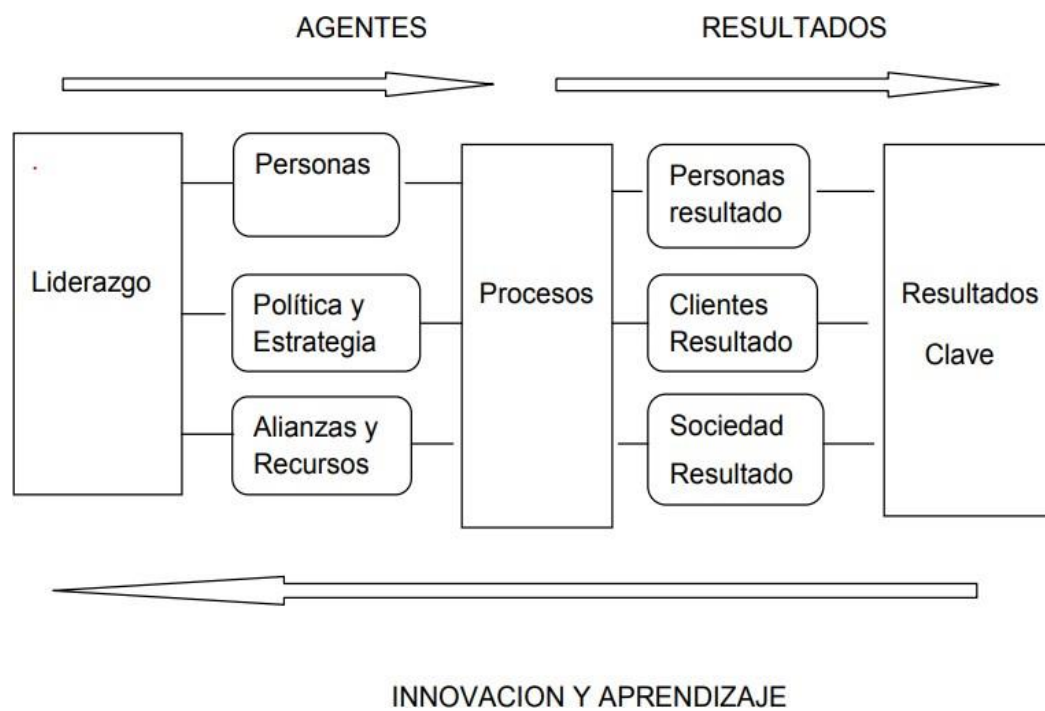 AGENTES
RESULTADOS
Liderazgo
Personas
Política y
Estrategia
Alianzas y
Recursos
Procesos
Personas
resultado
Clientes
Resultado
Sociedad
Resultado
Resultados
Clave
INNOVACION Y APRENDIZAJE